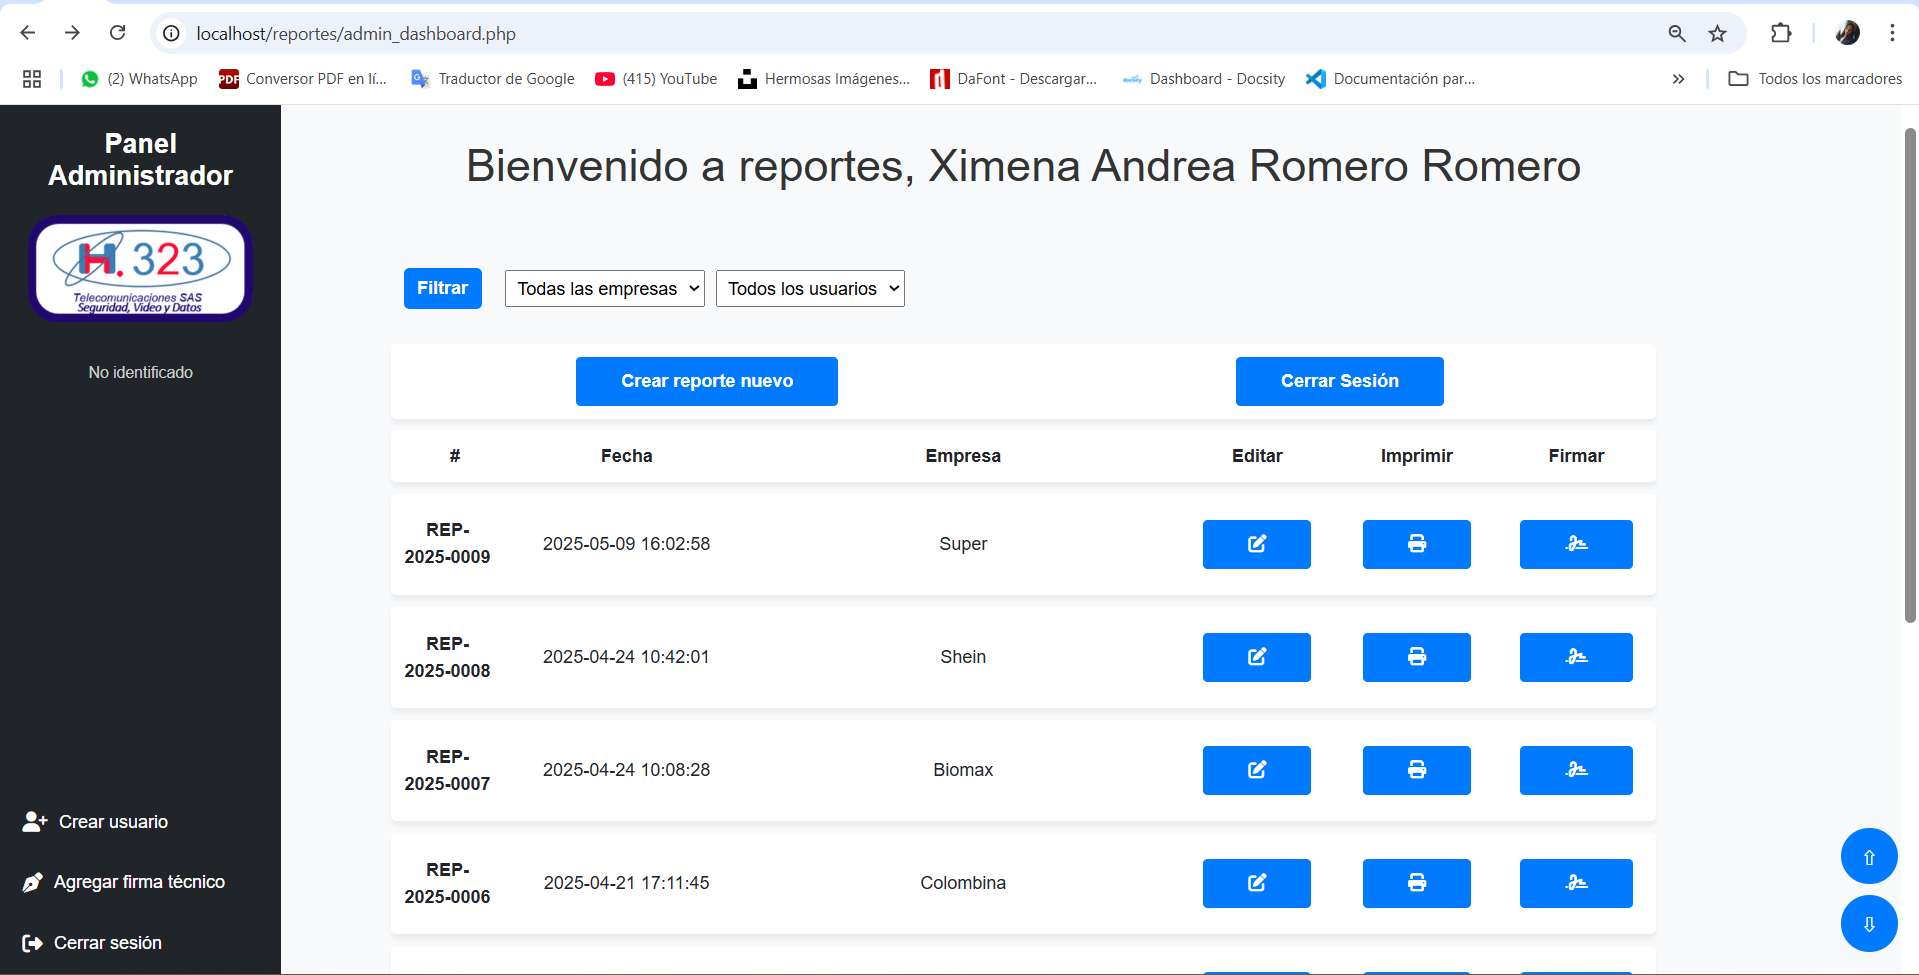 localhost/reportes/admin_dashboard.php
(2) WhatsApp
PDF
Conversor PDF en lí...
Traductor de Google
(415) YouTube
Hermosas Imágenes...
DaFont - Descargar...
Dashboard - Docsity
Documentación par...
»
Todos los marcadores
Panel
Administrador
H.323
Telecomunicaciones SAS
Seguridad, Video y Datos
No identificado
Crear usuario
Agregar firma técnico
Cerrar sesión
Bienvenido a reportes, Ximena Andrea Romero Romero
Filtrar
Todas las empresas
Todos los usuarios
Crear reporte nuevo
Cerrar Sesión
# Fecha Empresa Editar Imprimir Firmar
REP-
2025-0009
2025-05-09 16:02:58
Super
REP-
2025-0008
2025-04-24 10:42:01
Shein
REP-
2025-0007
2025-04-24 10:08:28
Biomax
REP-
2025-0006
2025-04-21 17:11:45
Colombina
⇧
⇩